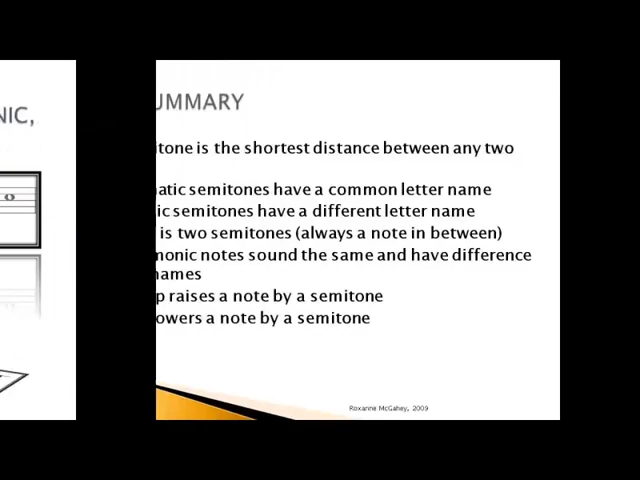 NIC,
UMMARY
itone is the shortest distance between any two
atic semitones have a common letter name
ic semitones have a different letter name
is two semitones (always a note in between)
monic notes sound the same and have difference
names
p raises a note by a semitone
owers a note by a semitone
Roxanne McGahey, 2009